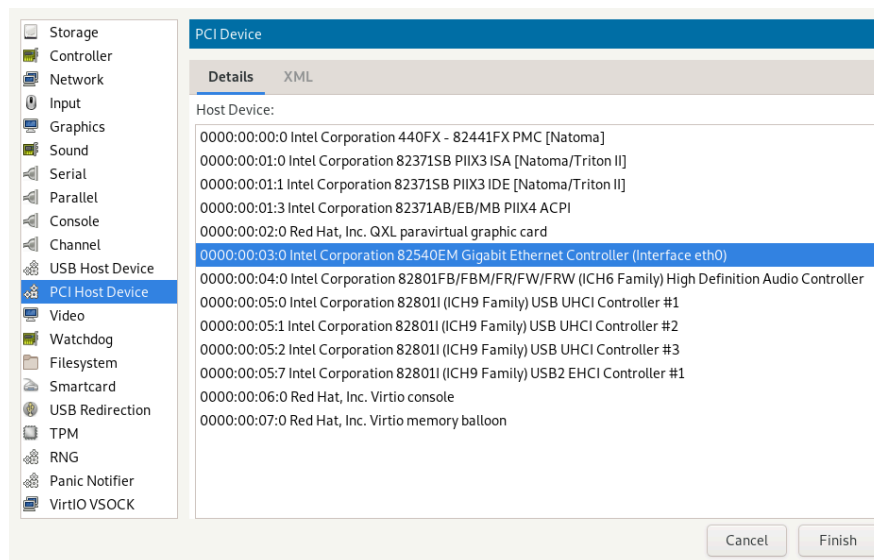 Storage
Controller
Network
Input
Graphics
Sound
Serial
Parallel
Console
Channel
USB Host Device
PCI Host Device
Video
Watchdog
Filesystem
Smartcard
USB Redirection
TPM
RNG
Panic Notifier
VirtIO VSOCK
PCI Device
Details XML
Host Device:
0000:00:00:0 Intel Corporation 440FX - 82441FX PMC [Natoma]
0000:00:01:0 Intel Corporation 82371SB PIIX3 ISA [Natoma/Triton II]
0000:00:01:1 Intel Corporation 82371SB PIIX3 IDE [Natoma/Triton II]
0000:00:01:3 Intel Corporation 82371AB/EB/MB PIIX4 ACPI
0000:00:02:0 Red Hat, Inc. QXL paravirtual graphic card
0000:00:03:0 Intel Corporation 82540EM Gigabit Ethernet Controller (Interface eth0)
0000:00:04:0 Intel Corporation 82801FB/FBM/FR/FW/FRW (ICH6 Family) High Definition Audio Controller
0000:00:05:0 Intel Corporation 82801I (ICH9 Family) USB UHCI Controller #1
0000:00:05:1 Intel Corporation 82801I (ICH9 Family) USB UHCI Controller #2
0000:00:05:2 Intel Corporation 82801I (ICH9 Family) USB UHCI Controller #3
0000:00:05:7 Intel Corporation 82801I (ICH9 Family) USB2 EHCI Controller #1
0000:00:06:0 Red Hat, Inc. Virtio console
0000:00:07:0 Red Hat, Inc. Virtio memory balloon
Cancel Finish